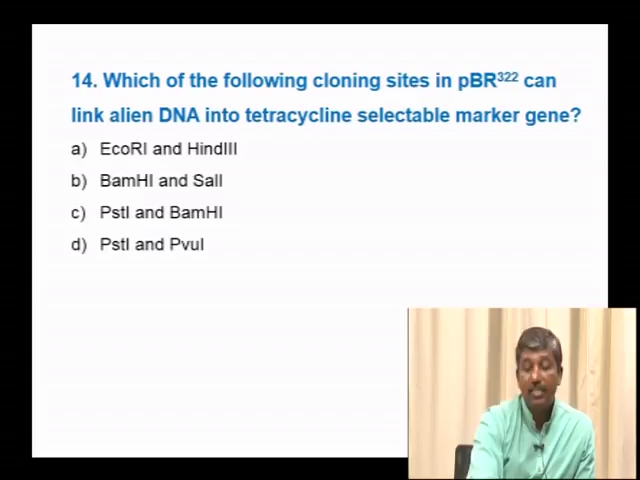 14. Which of the following cloning sites in pBR³²² can
link alien DNA into tetracycline selectable marker gene?
a) EcoRI and HindIII
b) BamHI and SalI
c) PstI and BamHI
d) PstI and PvuI